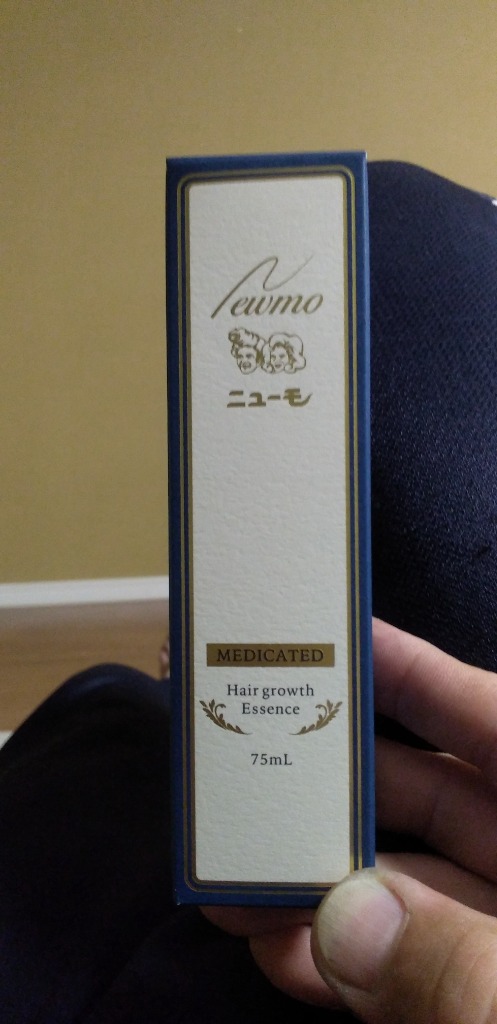 Newmo
ニューモ
MEDICATED
Hair growth
Essence
75mL